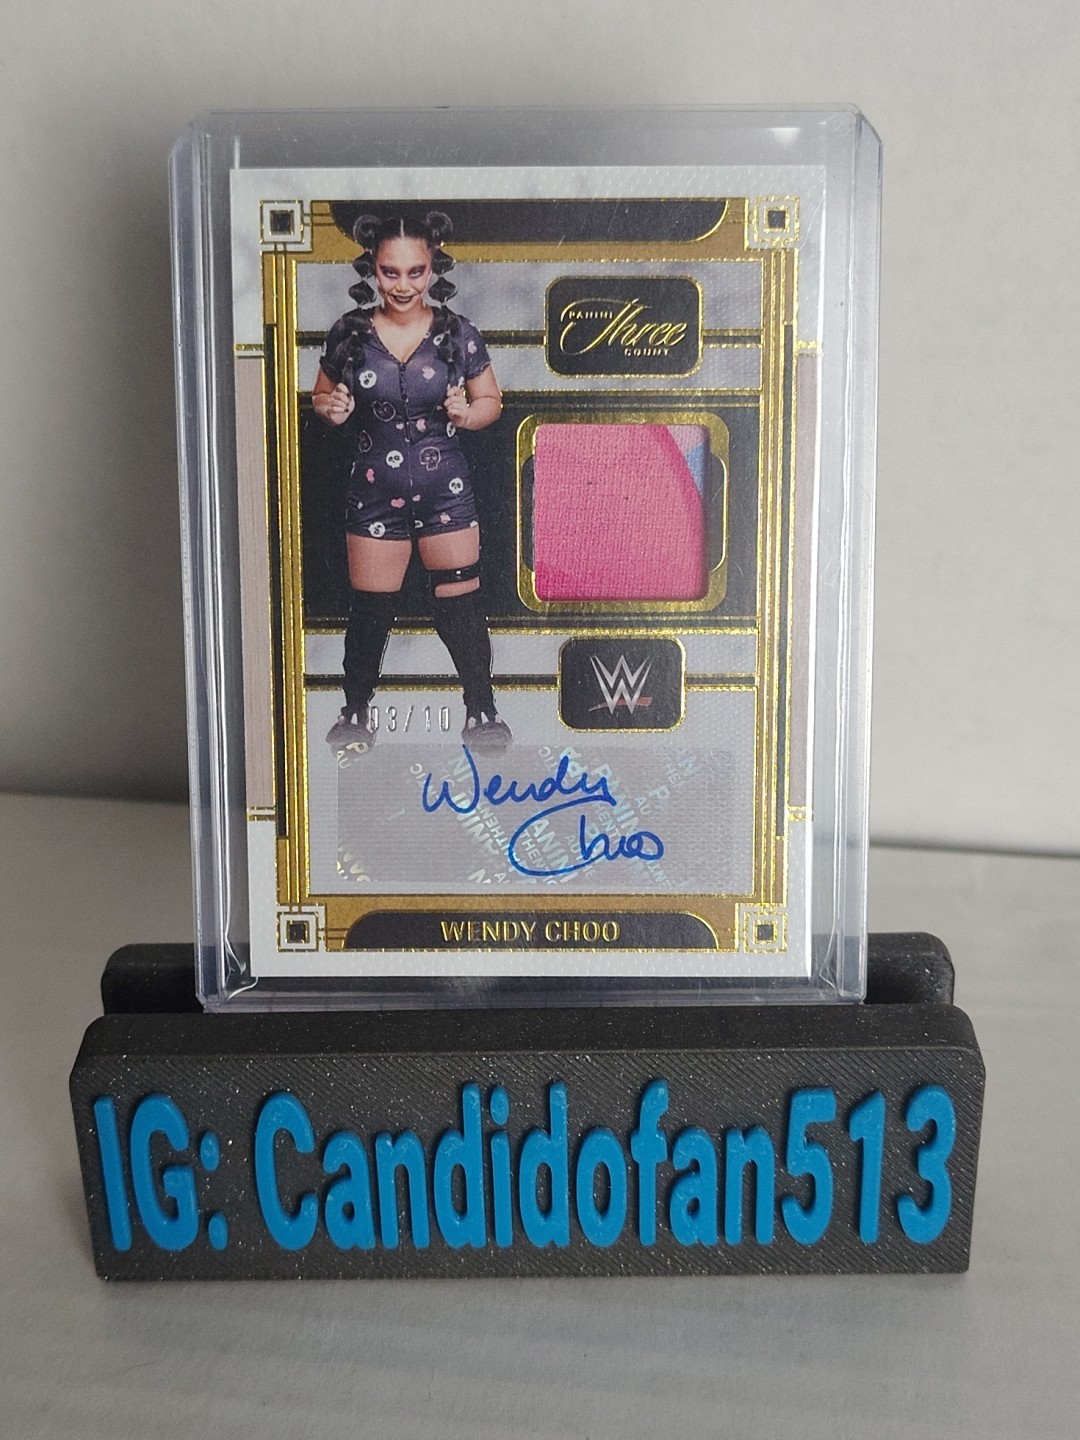 PANINI
Three
COUNT
W
03/10
Wendy
Choo
WENDY CHOO
IG: Candidofan513